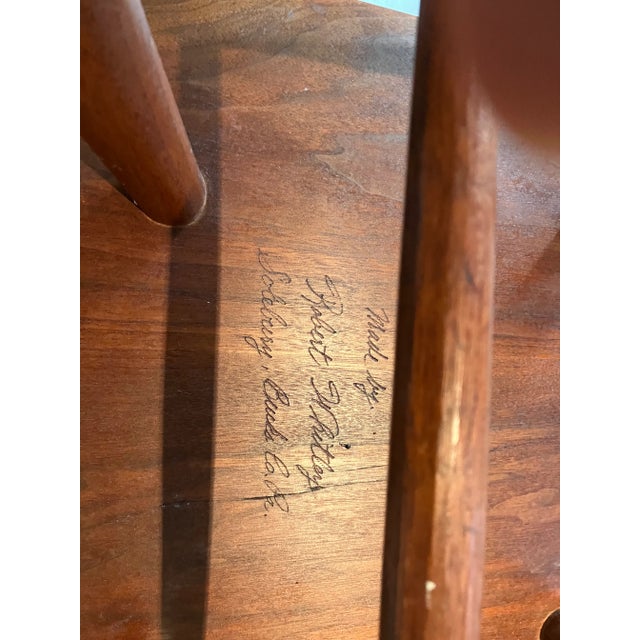 Made by.
Robert Whitley
Solebury, Bucks Co. Pa.